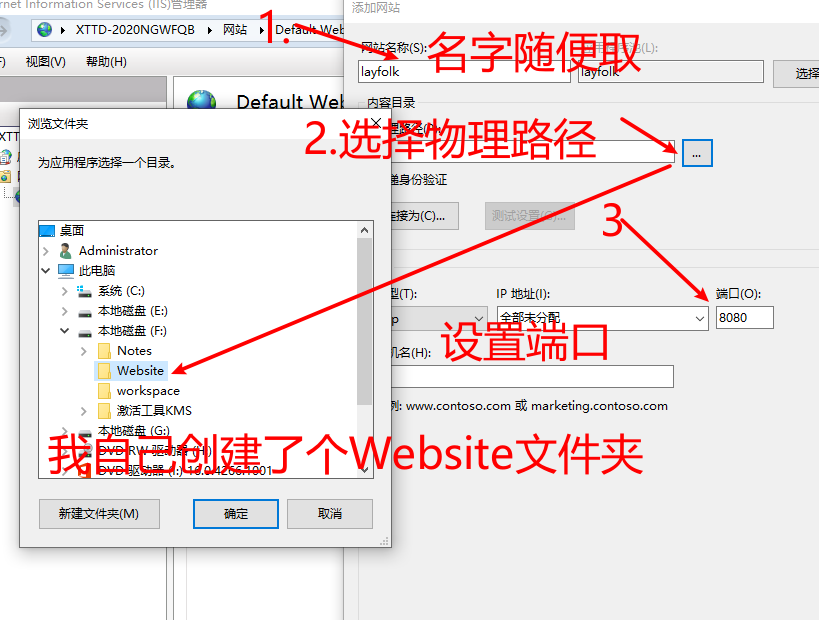 rnet Information Services (IIS)管理器
添加网站
XTTD-2020NGWFQB
网站
Default Web
视图(V)
帮助(H)
1.
网站名称(S):
(L):
名字随便取
layfolk
layfolk
选择
Default Web
内容目录
浏览文件夹
2.选择物理路径
...
为应用程序选择一个目录。
递身份验证
连接为(C)...
测试设置(G)...
3
桌面
Administrator
此电脑
系统 (C:)
本地磁盘 (E:)
本地磁盘 (F:)
Notes
Website
workspace
激活工具KMS
本地磁盘 (G:)
DVD RW 驱动器 (H:)
DVD 驱动器 (I:) 16.0.4266.1001
型(T):
IP 地址(I):
端口(O):
p
全部未分配
8080
设置端口
机名(H):
例: www.contoso.com 或 marketing.contoso.com
我自己创建了个Website文件夹
新建文件夹(M)
确定
取消